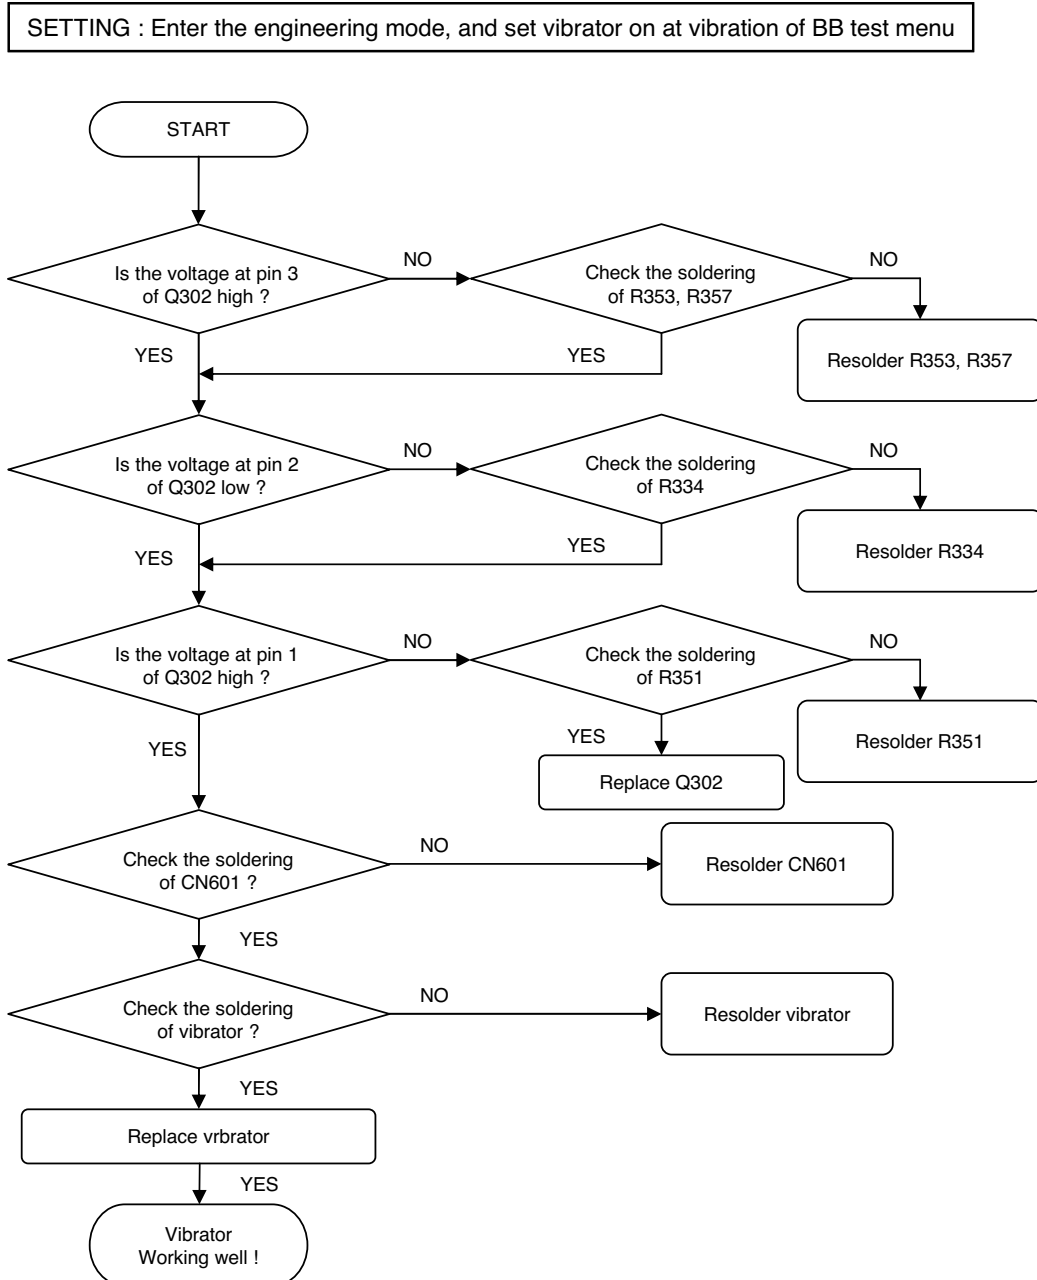 SETTING : Enter the engineering mode, and set vibrator on at vibration of BB test menu
START
Is the voltage at pin 3
of Q302 high ?
NO
Check the soldering
of R353, R357
NO
Resolder R353, R357
YES
YES
Is the voltage at pin 2
of Q302 low ?
NO
Check the soldering
of R334
NO
Resolder R334
YES
YES
Is the voltage at pin 1
of Q302 high ?
NO
Check the soldering
of R351
NO
Resolder R351
YES
YES
Replace Q302
Check the soldering
of CN601 ?
NO
Resolder CN601
YES
Check the soldering
of vibrator ?
NO
Resolder vibrator
YES
Replace vrbrator
YES
Vibrator
Working well !